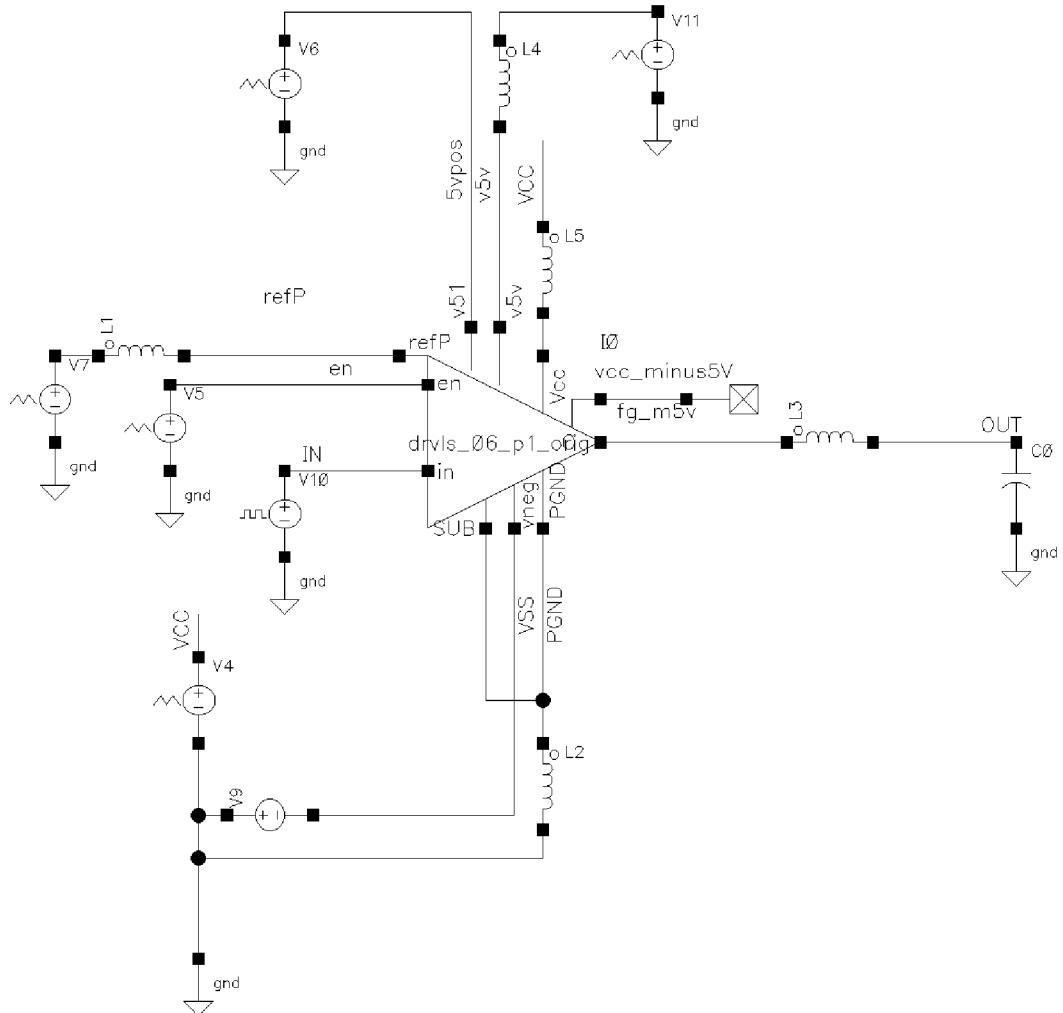 V6
L4
V11
gnd
gnd
5vpos
v5v
VCC
L5
refP
v51
v5v
L1
refP
IØ
V7
en
en
Vcc
vcc_minus5V
V5
fg_m5v
L3
OUT
IN
drvls_Ø6_p1_orig
CØ
V1Ø
in
gnd
gnd
SUB
vneg
PGND
gnd
gnd
VSS
PGND
VCC
V4
L2
V9
gnd